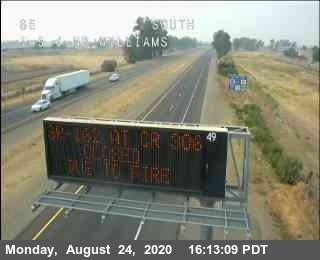 8E SOUTH
WILLIAMS
SR-162 AT CR 306
CLOSED
DUE TO FIRE
49
Monday, August 24, 2020 16:13:09 PDT